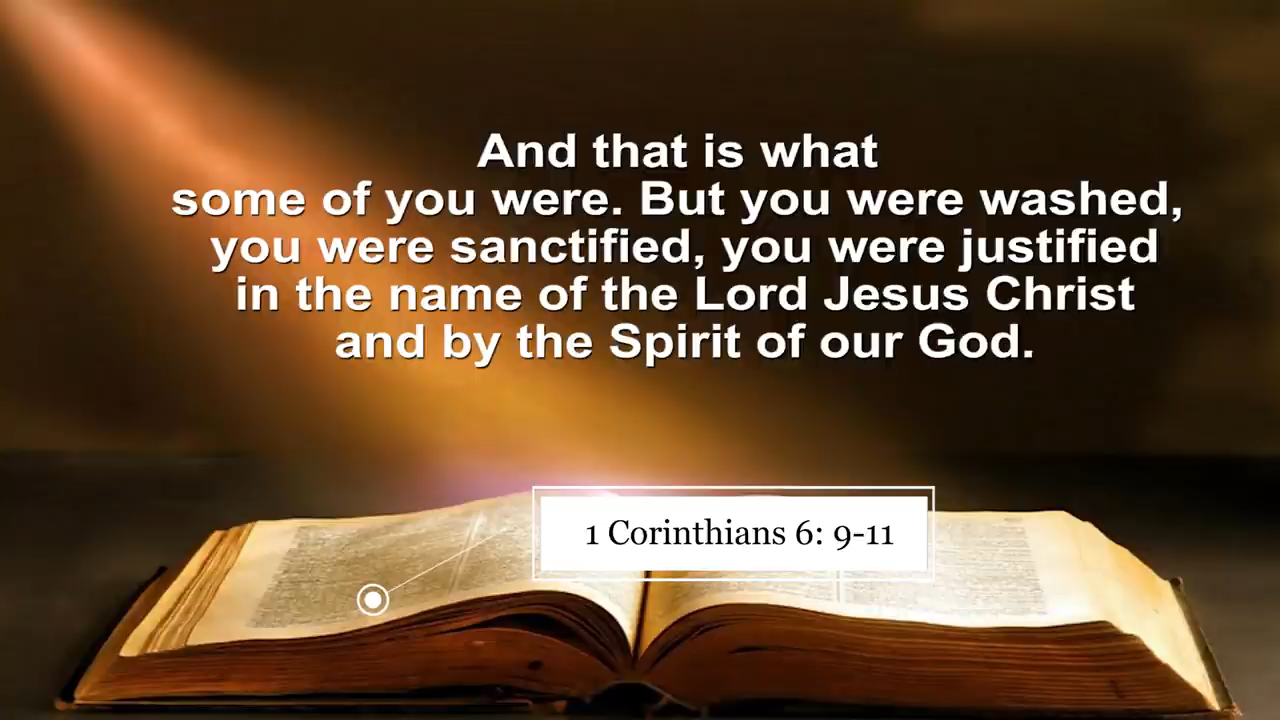 And that is what
some of you were. But you were washed,
you were sanctified, you were justified
in the name of the Lord Jesus Christ
and by the Spirit of our God.
1 Corinthians 6: 9-11